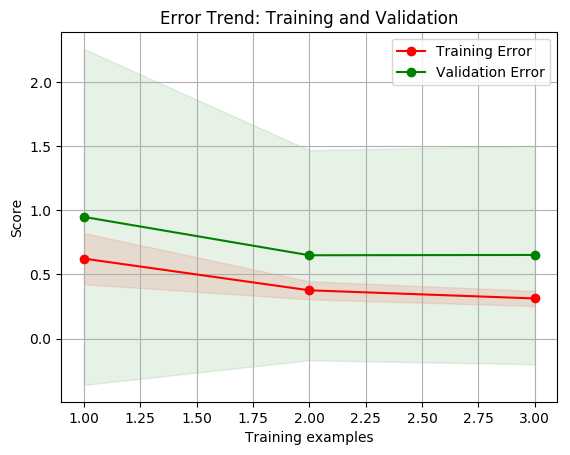 Error Trend: Training and Validation
Training Error
Validation Error
2.0
1.5
1.0
0.5
0.0
Score
1.00 1.25 1.50 1.75 2.00 2.25 2.50 2.75 3.00
Training examples